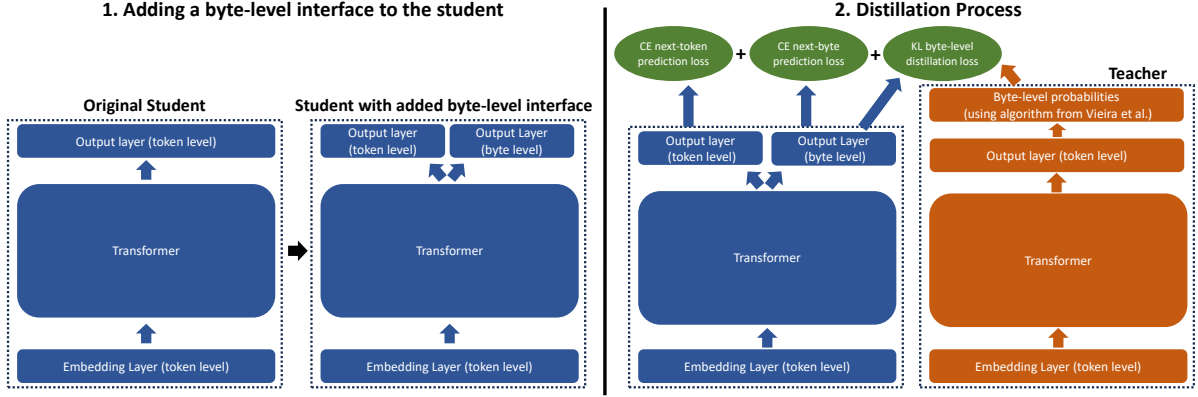 1. Adding a byte-level interface to the student
Original Student
Output layer (token level)
Transformer
Embedding Layer (token level)
Student with added byte-level interface
Output layer
(token level)
Output Layer
(byte level)
Transformer
Embedding Layer (token level)
2. Distillation Process
CE next-token
prediction loss
+
CE next-byte
prediction loss
+
KL byte-level
distillation loss
Output layer
(token level)
Output Layer
(byte level)
Transformer
Embedding Layer (token level)
Teacher
Byte-level probabilities
(using algorithm from Vieira et al.)
Output layer (token level)
Transformer
Embedding Layer (token level)